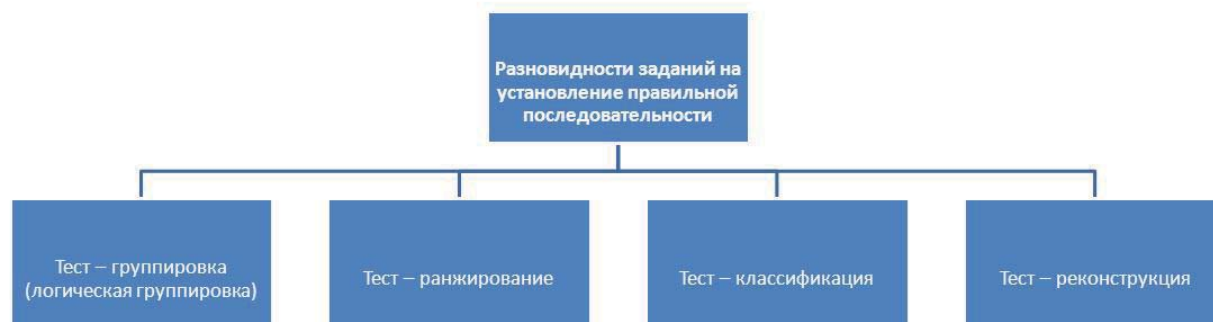 Разновидности заданий на
установление правильной
последовательности
Тест – группировка
(логическая группировка)
Тест – ранжирование
Тест – классификация
Тест – реконструкция